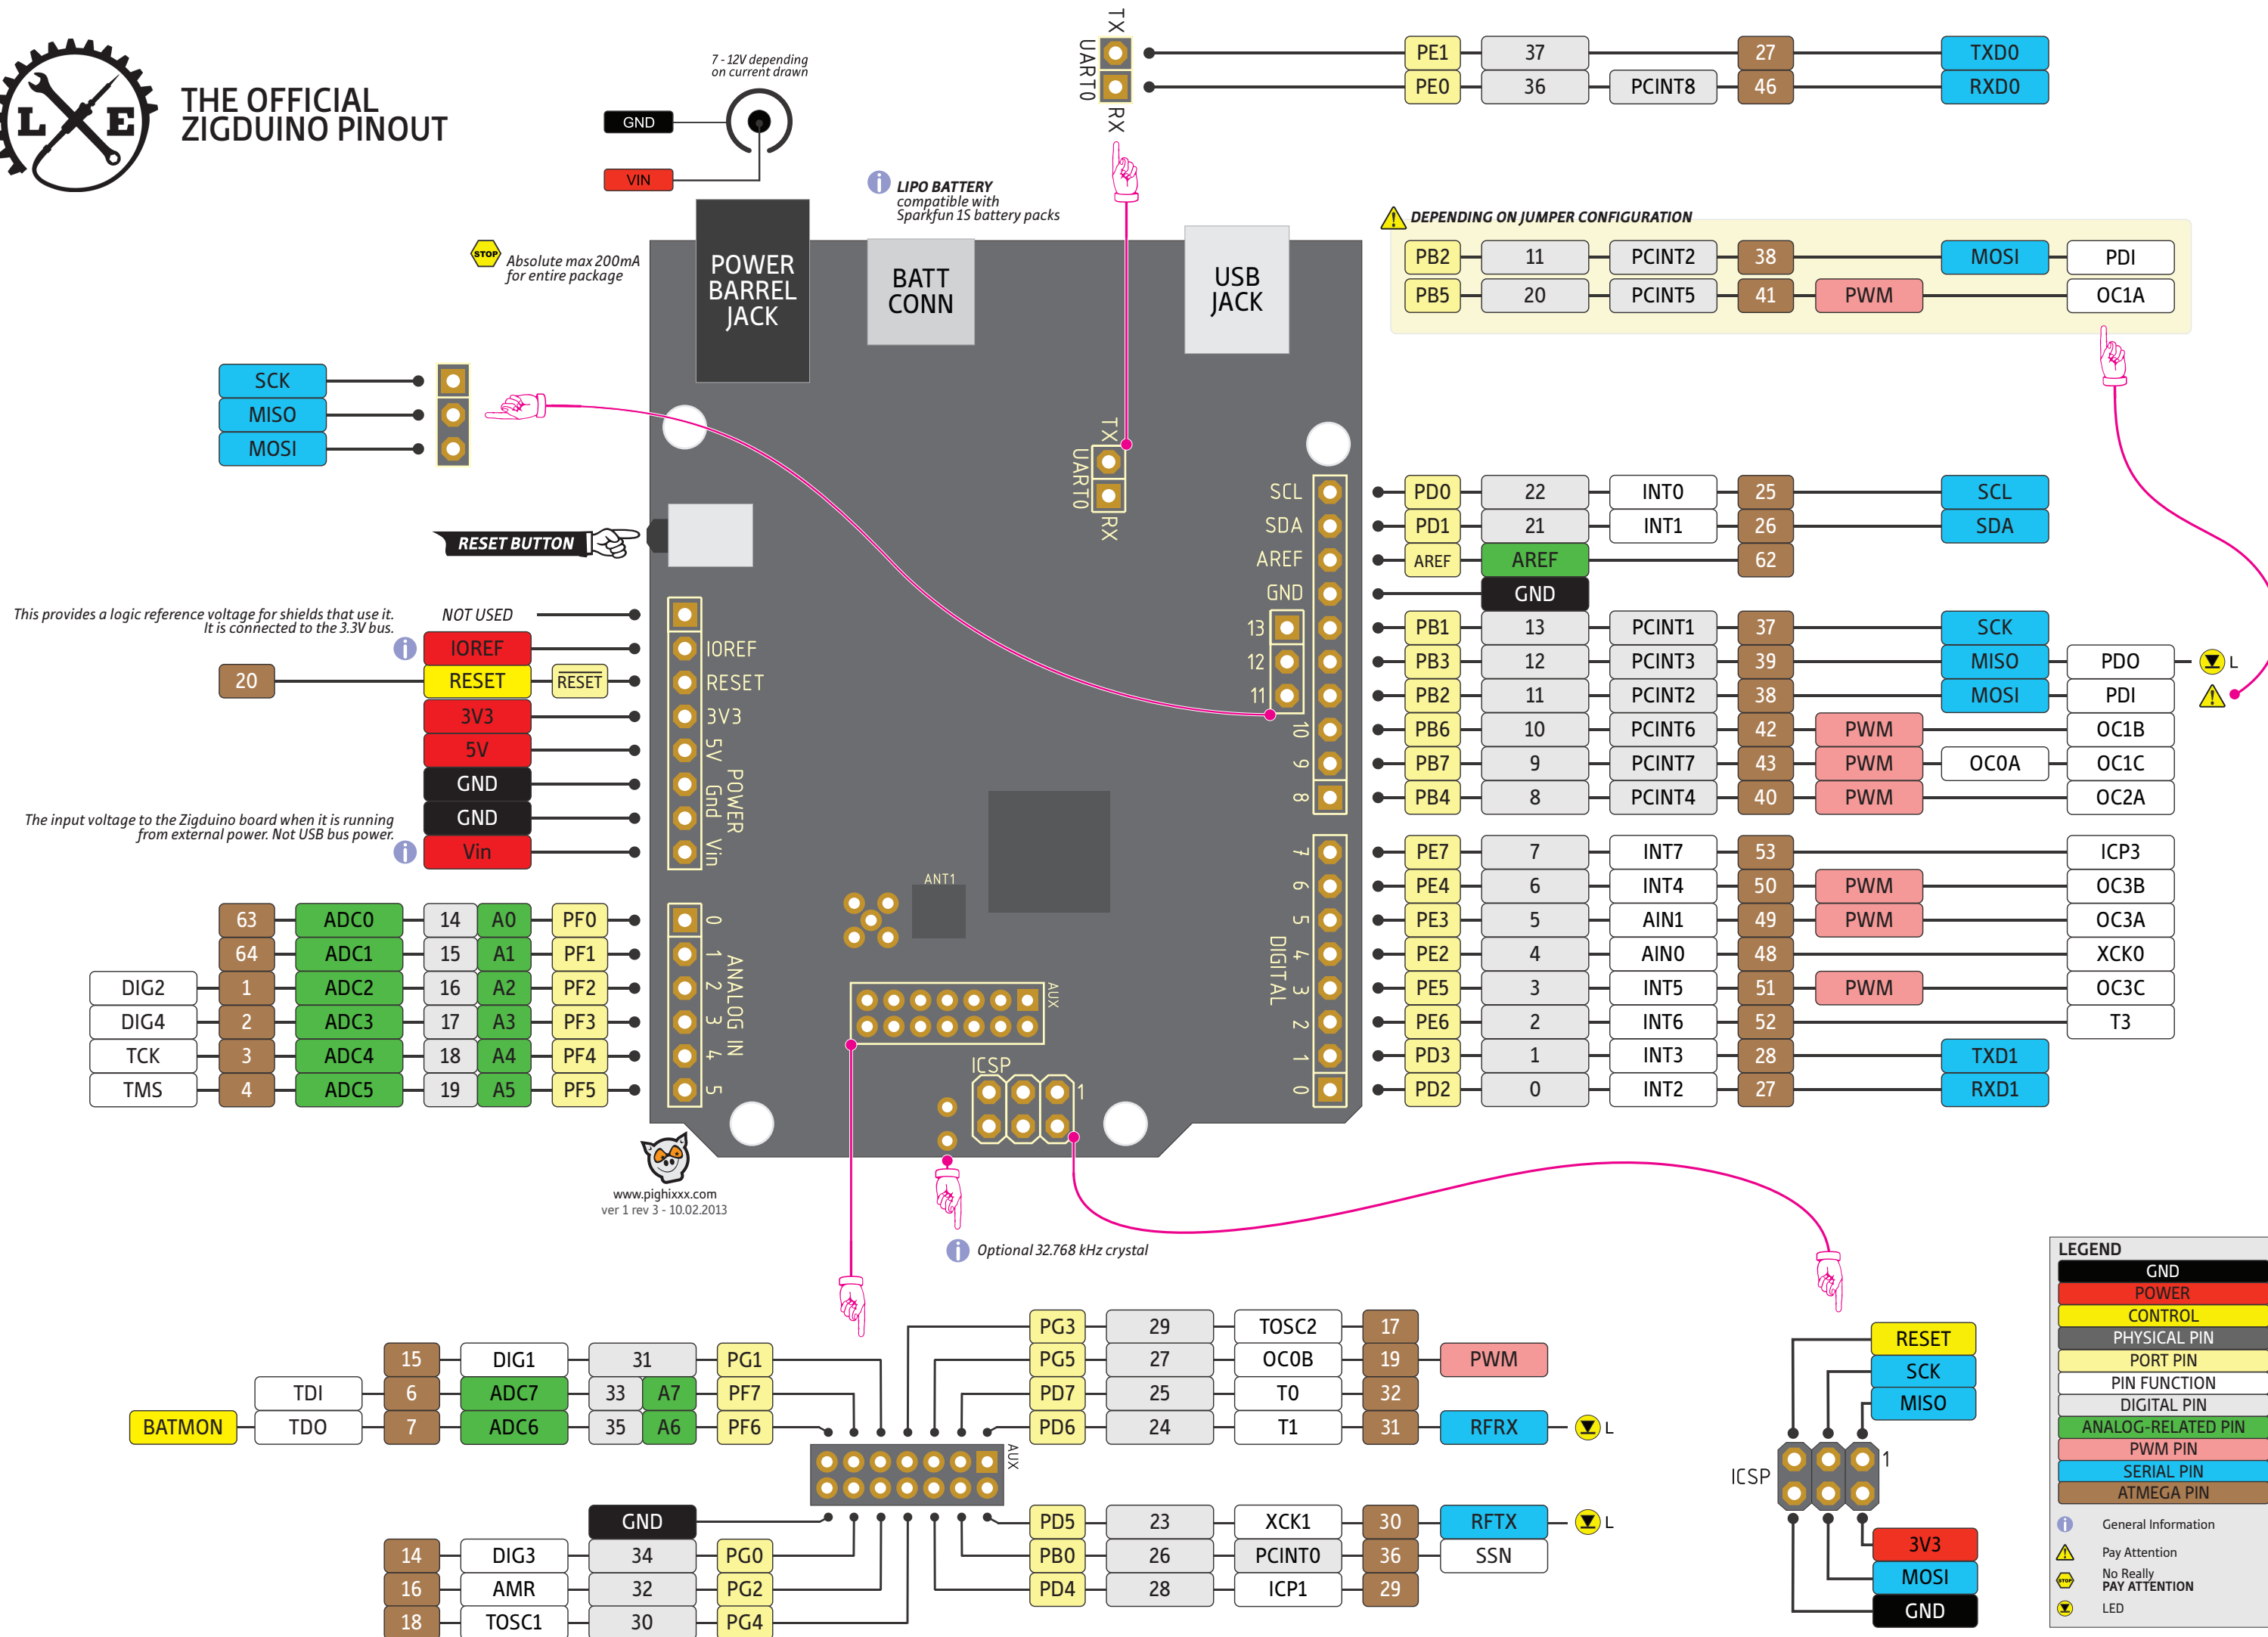 L E
THE OFFICIAL
ZIGDUINO PINOUT
7 - 12V depending
on current drawn
GND
VIN
LIPO BATTERY
compatible with
Sparkfun 1S battery packs
STOP
Absolute max 200mA
for entire package
POWER
BARREL
JACK
BATT
CONN
USB
JACK
TX
UART0
RX
PE1 37 27 TXD0
PE0 36 PCINT8 46 RXD0
DEPENDING ON JUMPER CONFIGURATION
PB2 11 PCINT2 38 MOSI PDI
PB5 20 PCINT5 41 PWM OC1A
SCK
MISO
MOSI
RESET BUTTON
TX
UART0
RX
This provides a logic reference voltage for shields that use it.
It is connected to the 3.3V bus.
NOT USED
IOREF
20 RESET RESET
3V3
5V
GND
GND
The input voltage to the Zigduino board when it is running
from external power. Not USB bus power.
Vin
IOREF
RESET
3V3
5V
Gnd
Vin
POWER
63 ADC0 14 A0 PF0
64 ADC1 15 A1 PF1
DIG2 1 ADC2 16 A2 PF2
DIG4 2 ADC3 17 A3 PF3
TCK 3 ADC4 18 A4 PF4
TMS 4 ADC5 19 A5 PF5
0
1
2
3
4
5
ANALOG IN
ANT1
AUX
ICSP
1
SCL
SDA
AREF
GND
13
12
11
10
9
8
7
6
5
4
3
2
1
0
DIGITAL
PD0 22 INT0 25 SCL
PD1 21 INT1 26 SDA
AREF AREF 62
GND
PB1 13 PCINT1 37 SCK
PB3 12 PCINT3 39 MISO PDO L
PB2 11 PCINT2 38 MOSI PDI
PB6 10 PCINT6 42 PWM OC1B
PB7 9 PCINT7 43 PWM OC0A OC1C
PB4 8 PCINT4 40 PWM OC2A
PE7 7 INT7 53 ICP3
PE4 6 INT4 50 PWM OC3B
PE3 5 AIN1 49 PWM OC3A
PE2 4 AIN0 48 XCK0
PE5 3 INT5 51 PWM OC3C
PE6 2 INT6 52 T3
PD3 1 INT3 28 TXD1
PD2 0 INT2 27 RXD1
www.pighixxx.com
ver 1 rev 3 - 10.02.2013
Optional 32.768 kHz crystal
15 DIG1 31 PG1
TDI 6 ADC7 33 A7 PF7
BATMON TDO 7 ADC6 35 A6 PF6
GND
14 DIG3 34 PG0
16 AMR 32 PG2
18 TOSC1 30 PG4
AUX
PG3 29 TOSC2 17
PG5 27 OC0B 19 PWM
PD7 25 T0 32
PD6 24 T1 31 RFRX L
PD5 23 XCK1 30 RFTX L
PB0 26 PCINT0 36 SSN
PD4 28 ICP1 29
RESET
SCK
MISO
ICSP
1
3V3
MOSI
GND
LEGEND
GND
POWER
CONTROL
PHYSICAL PIN
PORT PIN
PIN FUNCTION
DIGITAL PIN
ANALOG-RELATED PIN
PWM PIN
SERIAL PIN
ATMEGA PIN
General Information
Pay Attention
STOP
No Really
PAY ATTENTION
LED